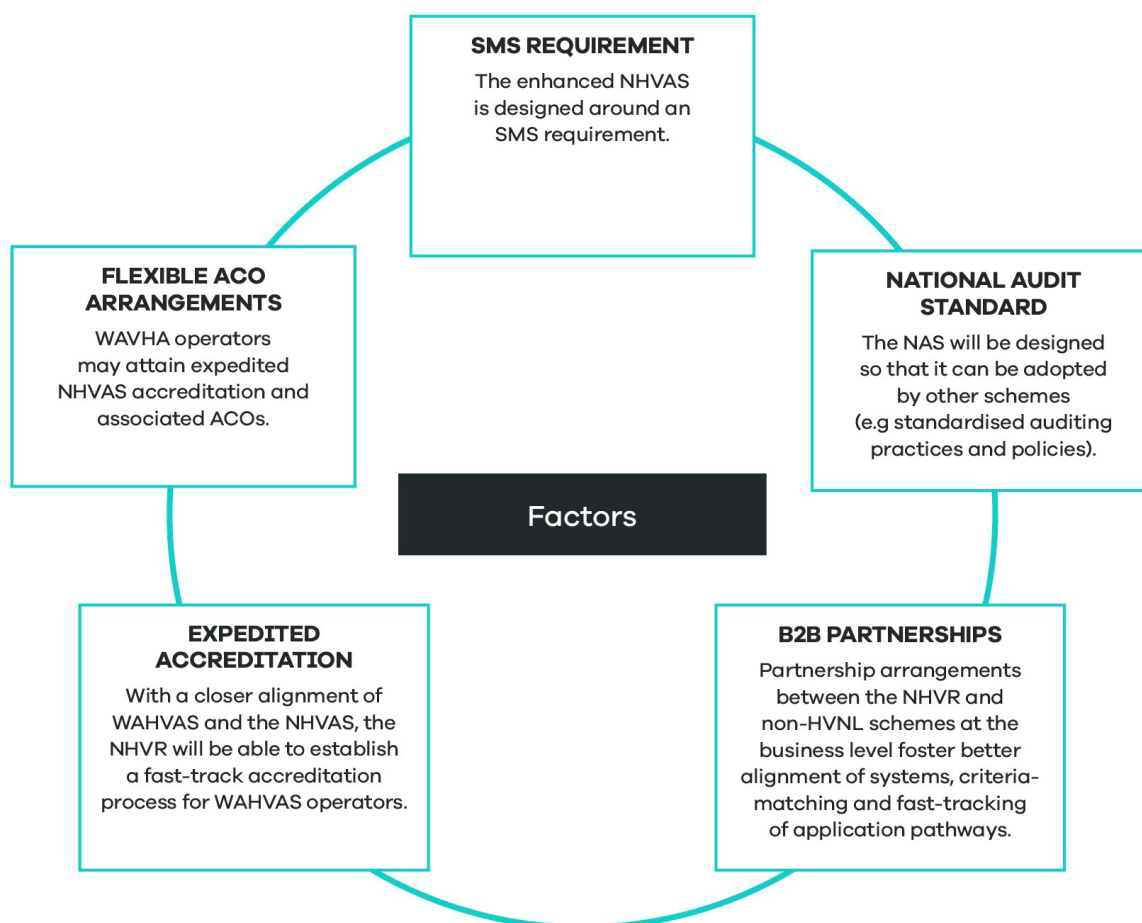 SMS REQUIREMENT
The enhanced NHVAS
is designed around an
SMS requirement.
FLEXIBLE ACO
ARRANGEMENTS
WAVHA operators
may attain expedited
NHVAS accreditation and
associated ACOs.
NATIONAL AUDIT
STANDARD
The NAS will be designed
so that it can be adopted
by other schemes
(e.g standardised auditing
practices and policies).
Factors
EXPEDITED
ACCREDITATION
With a closer alignment of
WAHVAS and the NHVAS, the
NHVR will be able to establish
a fast-track accreditation
process for WAHVAS operators.
B2B PARTNERSHIPS
Partnership arrangements
between the NHVR and
non-HVNL schemes at the
business level foster better
alignment of systems, criteria-
matching and fast-tracking
of application pathways.